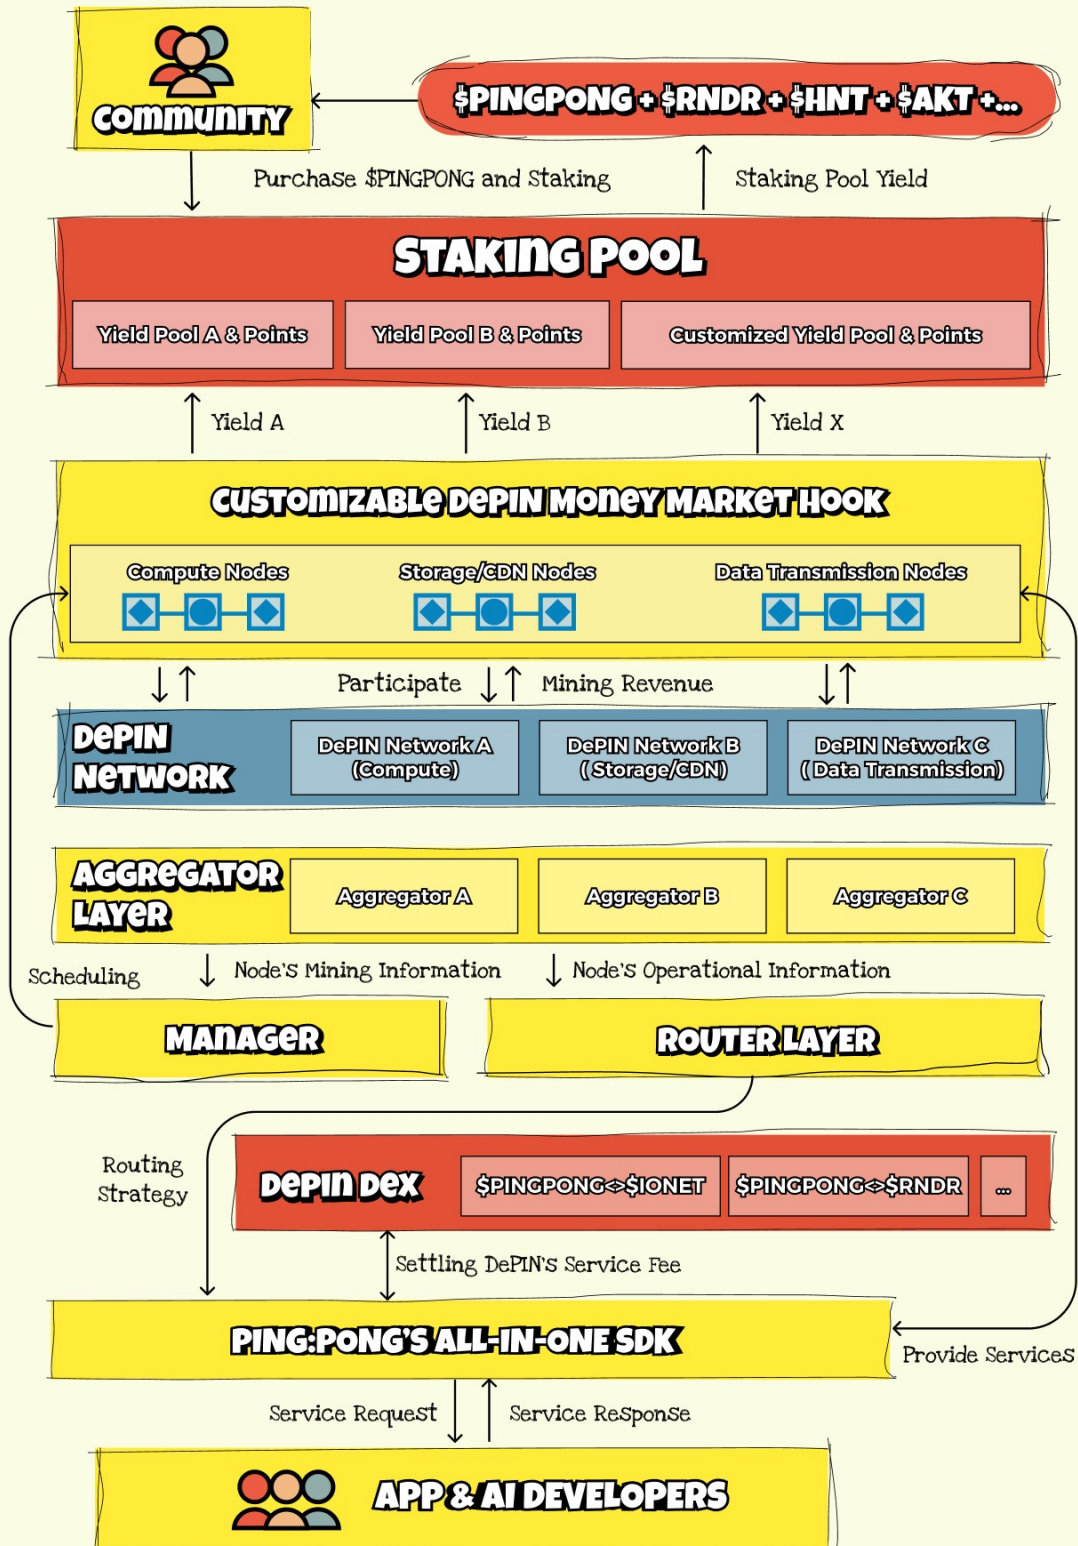 COMMUNITY
$PINGPONG + $RNDR + $HNT + $AKT +...
Purchase $PINGPONG and Staking
Staking Pool Yield
STAKING POOL
Yield Pool A & Points
Yield Pool B & Points
Customized Yield Pool & Points
Yield A
Yield B
Yield X
CUSTOMIZABLE DePIN MONEY MARKET HOOK
Compute Nodes
Storage/CDN Nodes
Data Transmission Nodes
Participate
Mining Revenue
DePIN
NETWORK
DePIN Network A
(Compute)
DePIN Network B
( Storage/CDN)
DePIN Network C
( Data Transmission)
AGGREGATOR
LAYER
Aggregator A
Aggregator B
Aggregator C
Scheduling
Node's Mining Information
Node's Operational Information
MANAGER
ROUTER LAYER
Routing
Strategy
DePIN DEX
$PINGPONG<>$IONET
$PINGPONG<>$RNDR
...
Settling DePIN's Service Fee
PING:PONG'S ALL-IN-ONE SDK
Provide Services
Service Request
Service Response
APP & AI DEVELOPERS